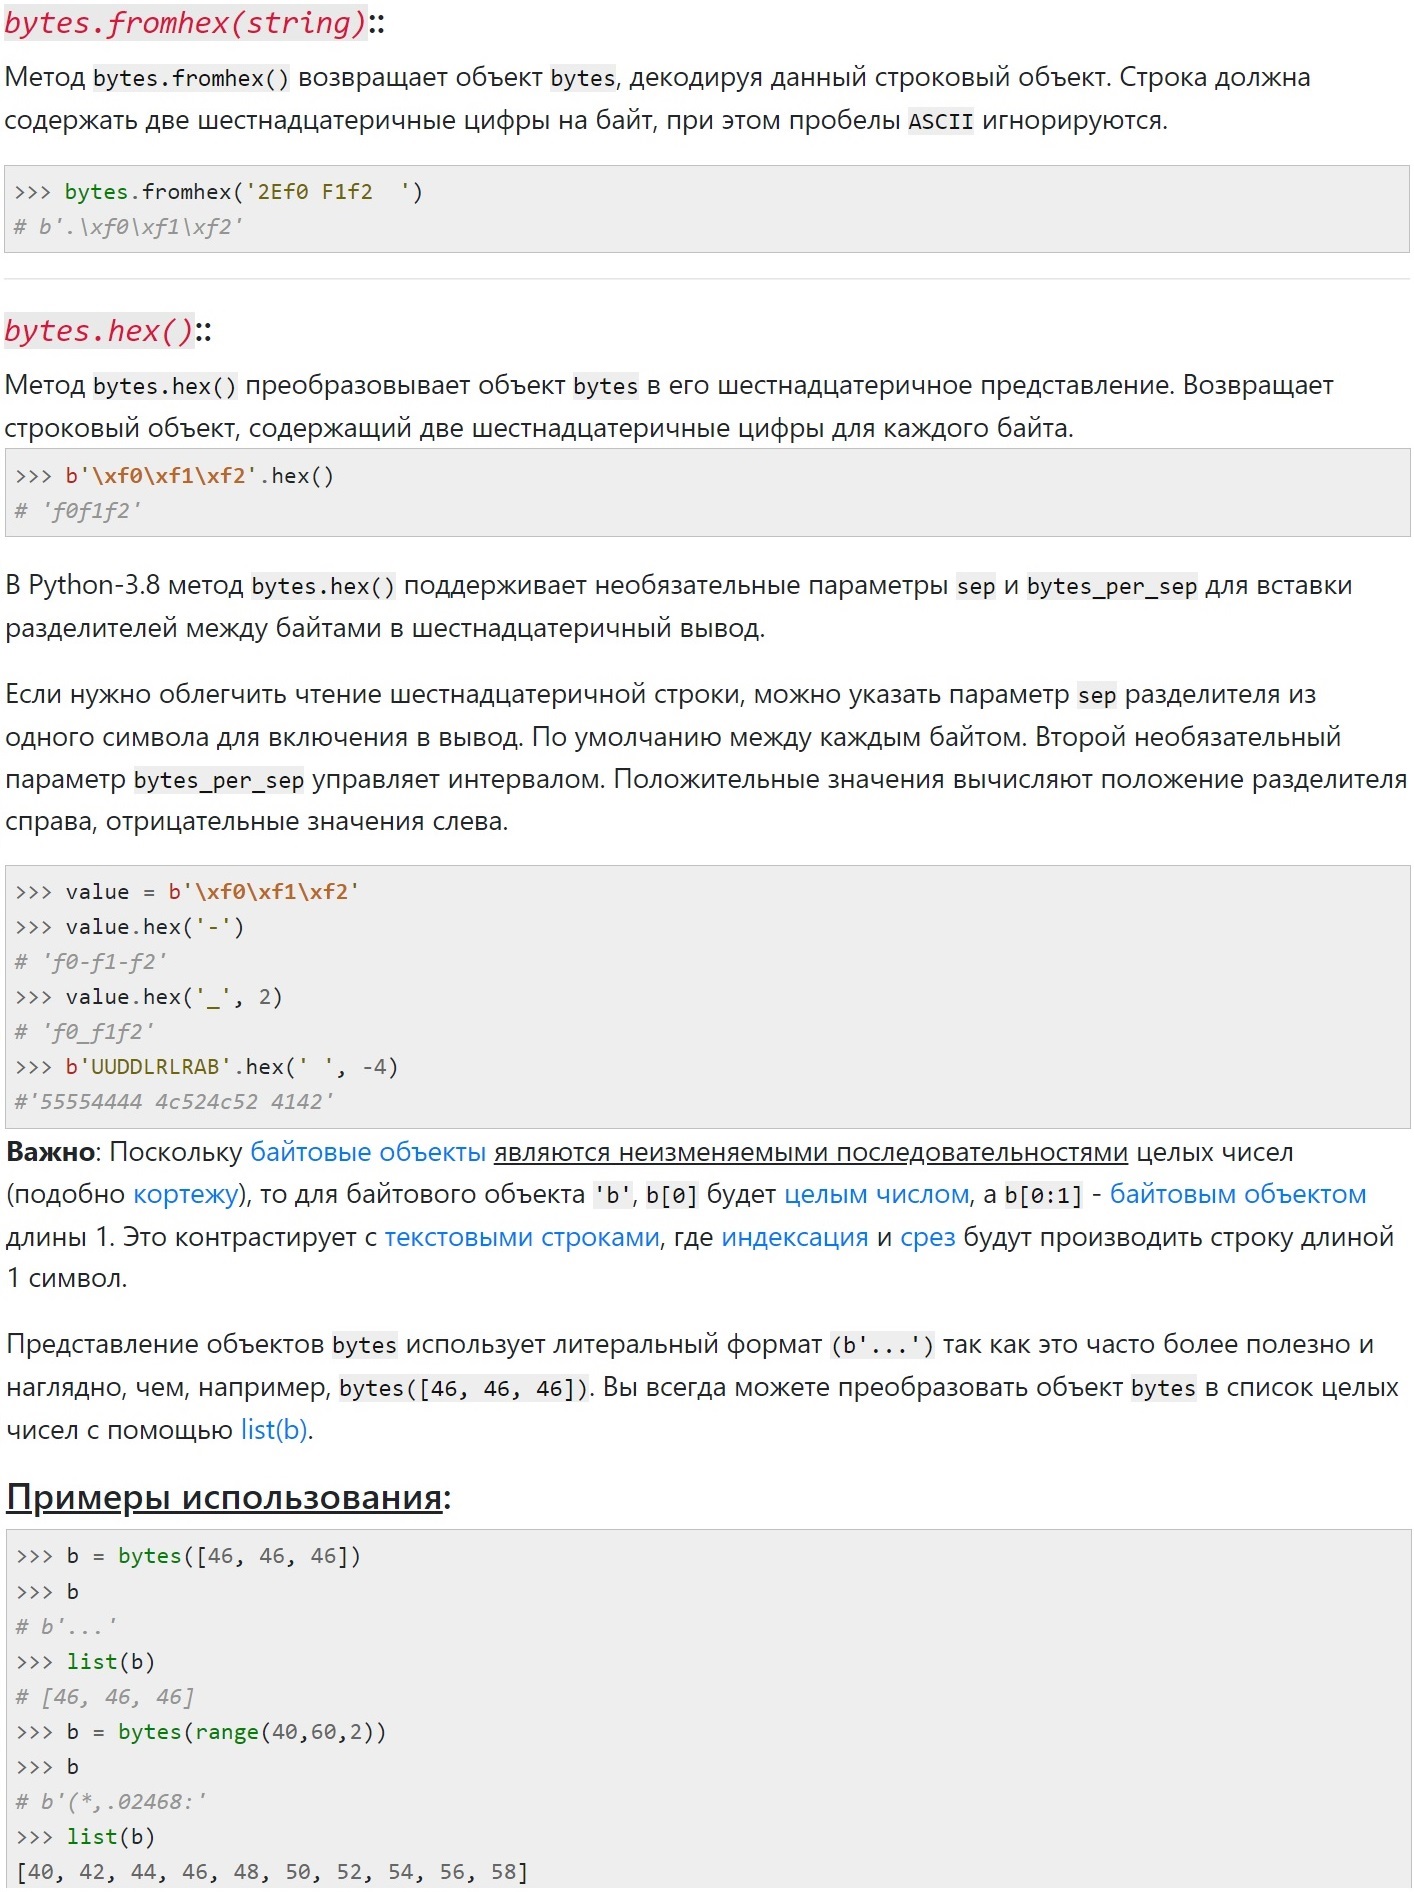 bytes.fromhex(string)::
Метод bytes.fromhex() возвращает объект bytes, декодируя данный строковый объект. Строка должна
содержать две шестнадцатеричные цифры на байт, при этом пробелы ASCII игнорируются.
>>> bytes.fromhex('2Ef0 F1f2  ')
# b'.\xf0\xf1\xf2'
bytes.hex()::
Метод bytes.hex() преобразовывает объект bytes в его шестнадцатеричное представление. Возвращает
строковый объект, содержащий две шестнадцатеричные цифры для каждого байта.
>>> b'\xf0\xf1\xf2'.hex()
# 'f0f1f2'
В Python-3.8 метод bytes.hex() поддерживает необязательные параметры sep и bytes_per_sep для вставки
разделителей между байтами в шестнадцатеричный вывод.
Если нужно облегчить чтение шестнадцатеричной строки, можно указать параметр sep разделителя из
одного символа для включения в вывод. По умолчанию между каждым байтом. Второй необязательный
параметр bytes_per_sep управляет интервалом. Положительные значения вычисляют положение разделителя
справа, отрицательные значения слева.
>>> value = b'\xf0\xf1\xf2'
>>> value.hex('-')
# 'f0-f1-f2'
>>> value.hex('_', 2)
# 'f0_f1f2'
>>> b'UUDDLRLRAB'.hex(' ', -4)
#'55554444 4c524c52 4142'
Важно: Поскольку байтовые объекты являются неизменяемыми последовательностями целых чисел
(подобно кортежу), то для байтового объекта 'b', b[0] будет целым числом, а b[0:1] - байтовым объектом
длины 1. Это контрастирует с текстовыми строками, где индексация и срез будут производить строку длиной
1 символ.
Представление объектов bytes использует литеральный формат (b'...') так как это часто более полезно и
наглядно, чем, например, bytes([46, 46, 46]). Вы всегда можете преобразовать объект bytes в список целых
чисел с помощью list(b).
Примеры использования:
>>> b = bytes([46, 46, 46])
>>> b
# b'...'
>>> list(b)
# [46, 46, 46]
>>> b = bytes(range(40,60,2))
>>> b
# b'(*,.02468:'
>>> list(b)
[40, 42, 44, 46, 48, 50, 52, 54, 56, 58]